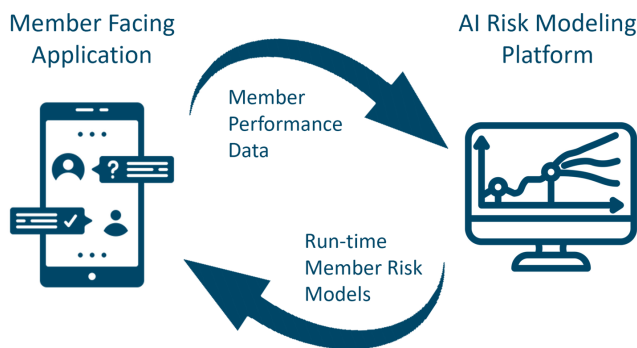 Member Facing
Application
AI Risk Modeling
Platform
Member
Performance
Data
?
Run-time
Member Risk
Models